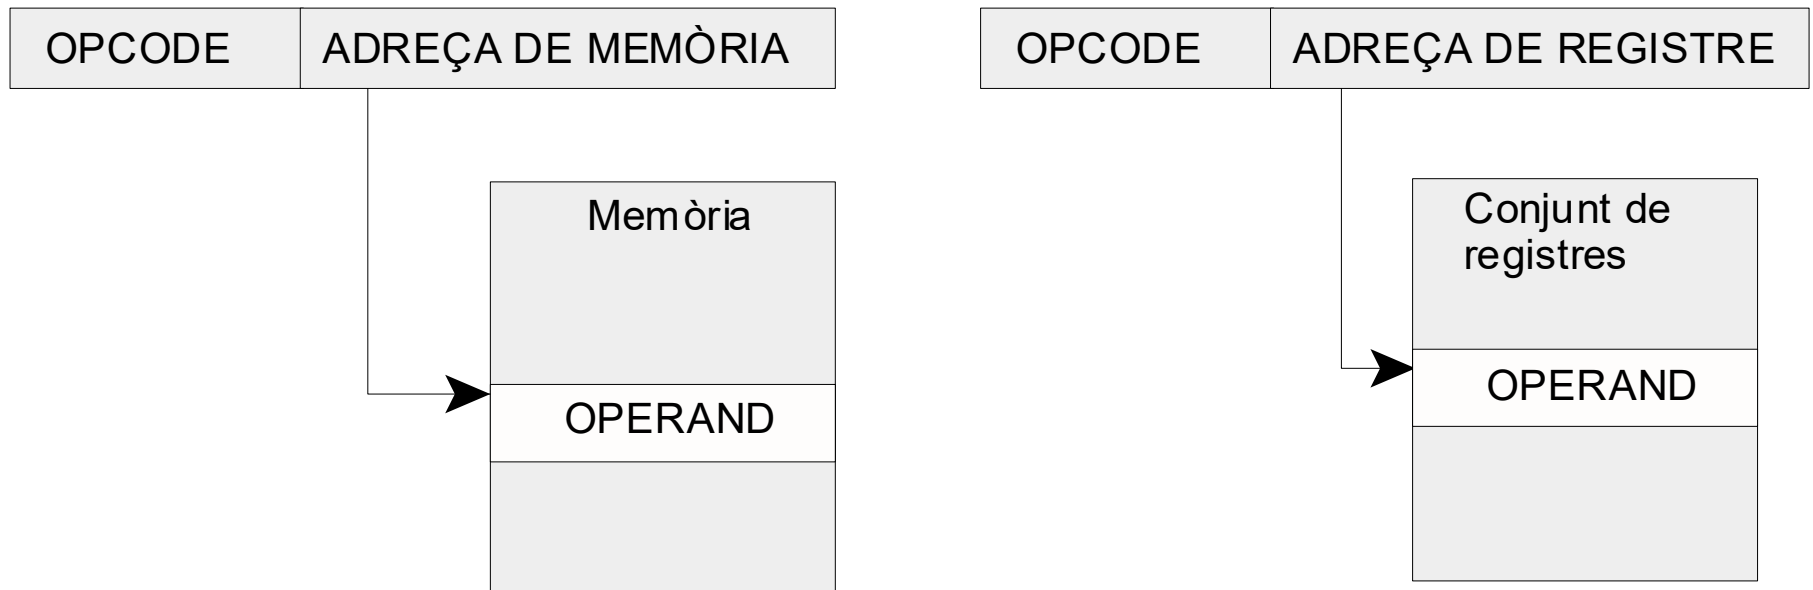 OPCODE
ADREÇA DE MEMÒRIA
Memòria
OPERAND
OPCODE
ADREÇA DE REGISTRE
Conjunt de
registres
OPERAND